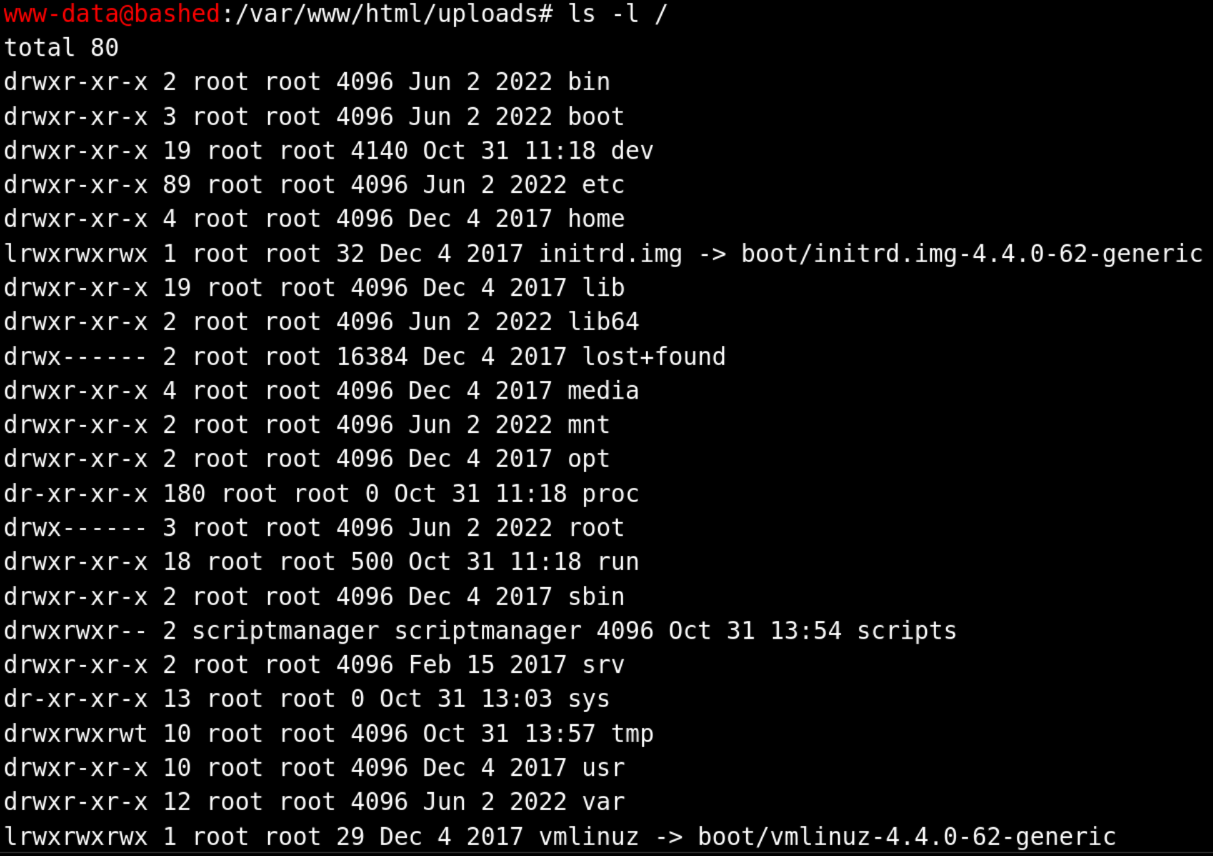 www-data@bashed:/var/www/html/uploads# ls -l /
total 80
drwxr-xr-x 2 root root 4096 Jun 2 2022 bin
drwxr-xr-x 3 root root 4096 Jun 2 2022 boot
drwxr-xr-x 19 root root 4140 Oct 31 11:18 dev
drwxr-xr-x 89 root root 4096 Jun 2 2022 etc
drwxr-xr-x 4 root root 4096 Dec 4 2017 home
lrwxrwxrwx 1 root root 32 Dec 4 2017 initrd.img -> boot/initrd.img-4.4.0-62-generic
drwxr-xr-x 19 root root 4096 Dec 4 2017 lib
drwxr-xr-x 2 root root 4096 Jun 2 2022 lib64
drwx------ 2 root root 16384 Dec 4 2017 lost+found
drwxr-xr-x 4 root root 4096 Dec 4 2017 media
drwxr-xr-x 2 root root 4096 Jun 2 2022 mnt
drwxr-xr-x 2 root root 4096 Dec 4 2017 opt
dr-xr-xr-x 180 root root 0 Oct 31 11:18 proc
drwx------ 3 root root 4096 Jun 2 2022 root
drwxr-xr-x 18 root root 500 Oct 31 11:18 run
drwxr-xr-x 2 root root 4096 Dec 4 2017 sbin
drwxrwxr-- 2 scriptmanager scriptmanager 4096 Oct 31 13:54 scripts
drwxr-xr-x 2 root root 4096 Feb 15 2017 srv
dr-xr-xr-x 13 root root 0 Oct 31 13:03 sys
drwxrwxrwt 10 root root 4096 Oct 31 13:57 tmp
drwxr-xr-x 10 root root 4096 Dec 4 2017 usr
drwxr-xr-x 12 root root 4096 Jun 2 2022 var
lrwxrwxrwx 1 root root 29 Dec 4 2017 vmlinuz -> boot/vmlinuz-4.4.0-62-generic